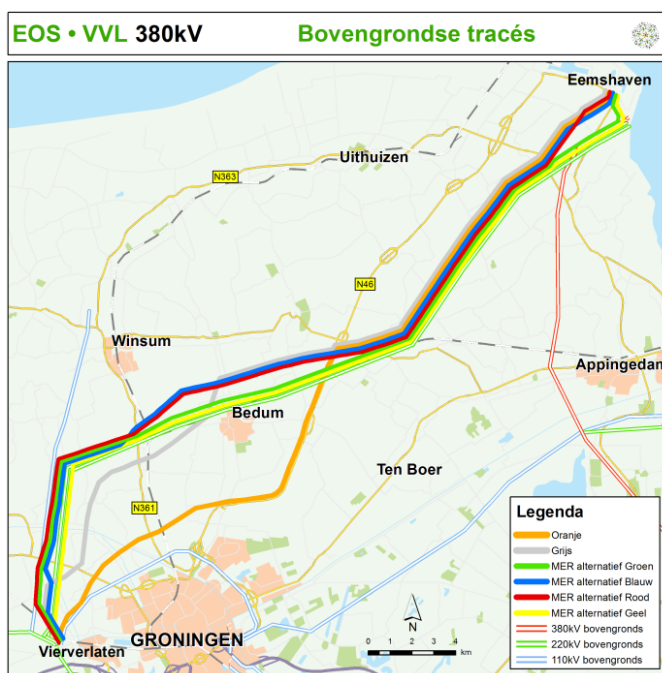 EOS • VVL 380kV Bovengrondse tracés
Eemshaven
Uithuizen
N363
N46
Winsum
Appingedam
Bedum
Ten Boer
N361
GRONINGEN
Vierverlaten
N
0 1 2 3 4
km
Legenda
Oranje
Grijs
MER alternatief Groen
MER alternatief Blauw
MER alternatief Rood
MER alternatief Geel
380kV bovengronds
220kV bovengronds
110kV bovengronds